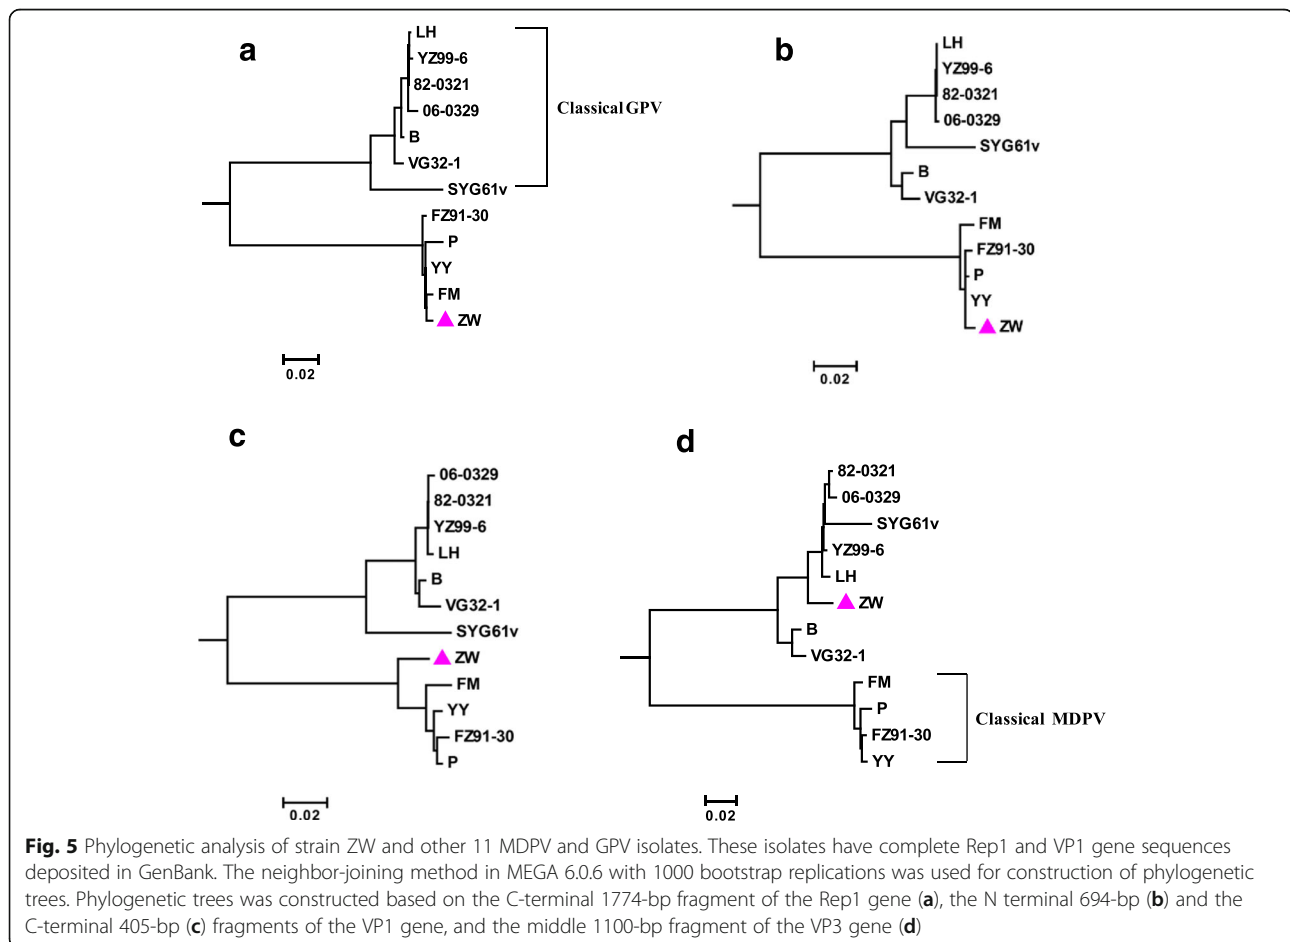 a
LH
YZ99-6
82-0321
06-0329
B
VG32-1
SYG61v
FZ91-30
P
YY
FM
ZW
Classical GPV
0.02
b
LH
YZ99-6
82-0321
06-0329
SYG61v
B
VG32-1
FM
FZ91-30
P
YY
ZW
0.02
c
06-0329
82-0321
YZ99-6
LH
B
VG32-1
SYG61v
ZW
FM
YY
FZ91-30
P
0.02
d
82-0321
06-0329
SYG61v
YZ99-6
LH
ZW
B
VG32-1
FM
P
FZ91-30
YY
Classical MDPV
0.02
Fig. 5 Phylogenetic analysis of strain ZW and other 11 MDPV and GPV isolates. These isolates have complete Rep1 and VP1 gene sequences
deposited in GenBank. The neighbor-joining method in MEGA 6.0.6 with 1000 bootstrap replications was used for construction of phylogenetic
trees. Phylogenetic trees was constructed based on the C-terminal 1774-bp fragment of the Rep1 gene (a), the N terminal 694-bp (b) and the
C-terminal 405-bp (c) fragments of the VP1 gene, and the middle 1100-bp fragment of the VP3 gene (d)